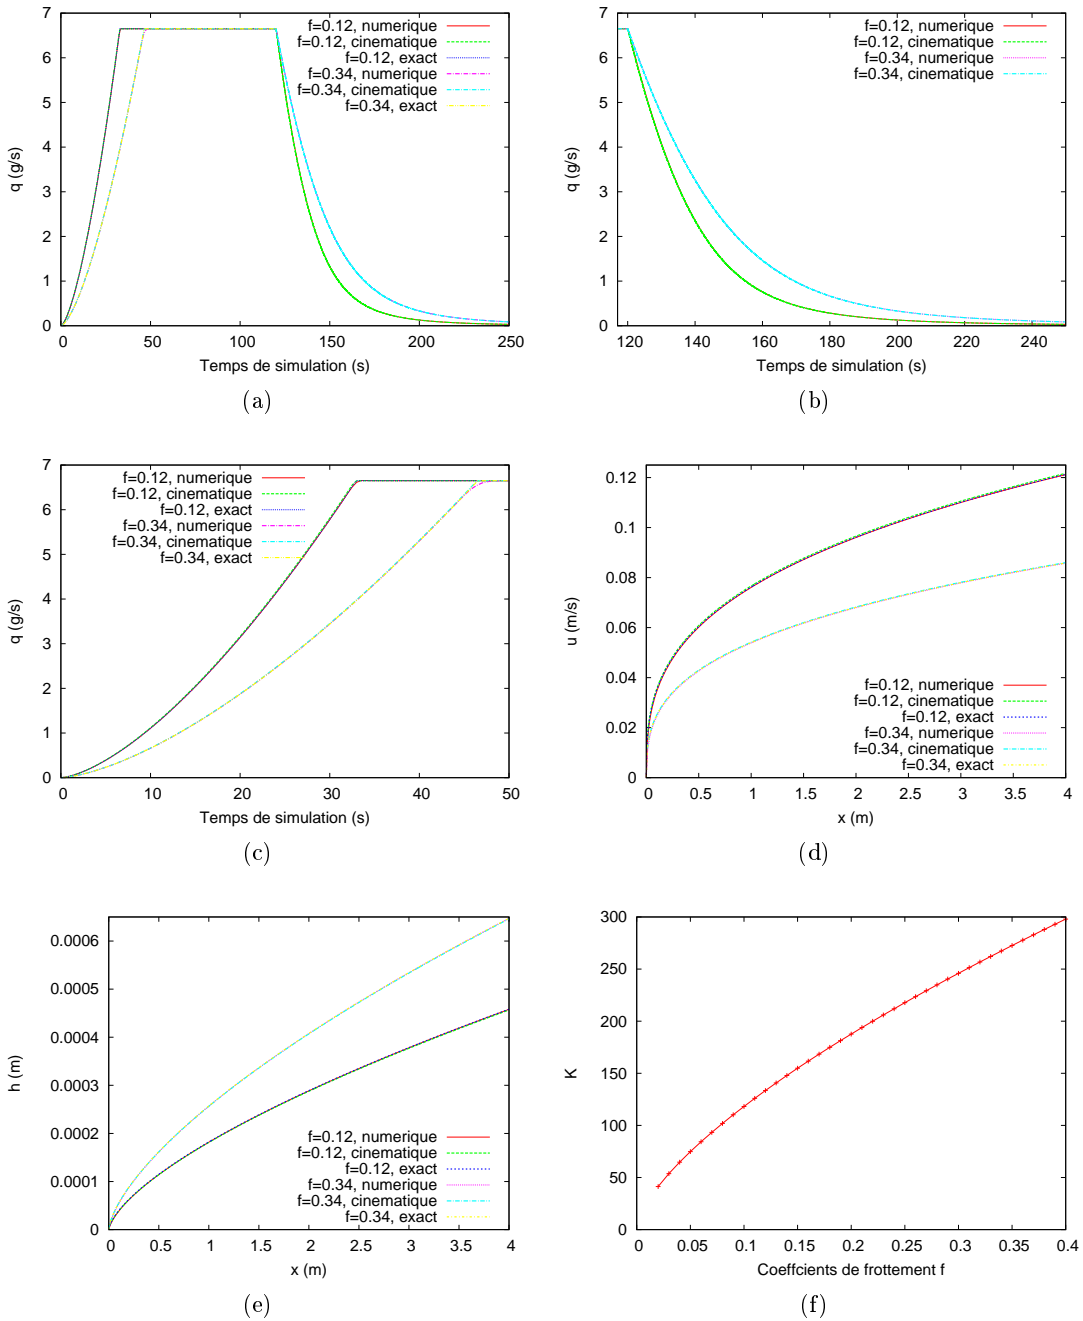 7
6
5
4
3
2
1
0
q (g/s)
0 50 100 150 200 250
Temps de simulation (s)
f=0.12, numerique
f=0.12, cinematique
f=0.12, exact
f=0.34, numerique
f=0.34, cinematique
f=0.34, exact
(a)
7
6
5
4
3
2
1
0
q (g/s)
120 140 160 180 200 220 240
Temps de simulation (s)
f=0.12, numerique
f=0.12, cinematique
f=0.34, numerique
f=0.34, cinematique
(b)
7
6
5
4
3
2
1
0
q (g/s)
0 10 20 30 40 50
Temps de simulation (s)
f=0.12, numerique
f=0.12, cinematique
f=0.12, exact
f=0.34, numerique
f=0.34, cinematique
f=0.34, exact
(c)
0.12
0.1
0.08
0.06
0.04
0.02
0
u (m/s)
0 0.5 1 1.5 2 2.5 3 3.5 4
x (m)
f=0.12, numerique
f=0.12, cinematique
f=0.12, exact
f=0.34, numerique
f=0.34, cinematique
f=0.34, exact
(d)
0.0006
0.0005
0.0004
0.0003
0.0002
0.0001
0
h (m)
0 0.5 1 1.5 2 2.5 3 3.5 4
x (m)
f=0.12, numerique
f=0.12, cinematique
f=0.12, exact
f=0.34, numerique
f=0.34, cinematique
f=0.34, exact
(e)
300
250
200
150
100
50
0
K
0 0.05 0.1 0.15 0.2 0.25 0.3 0.35 0.4
Coeffcients de frottement f
(f)